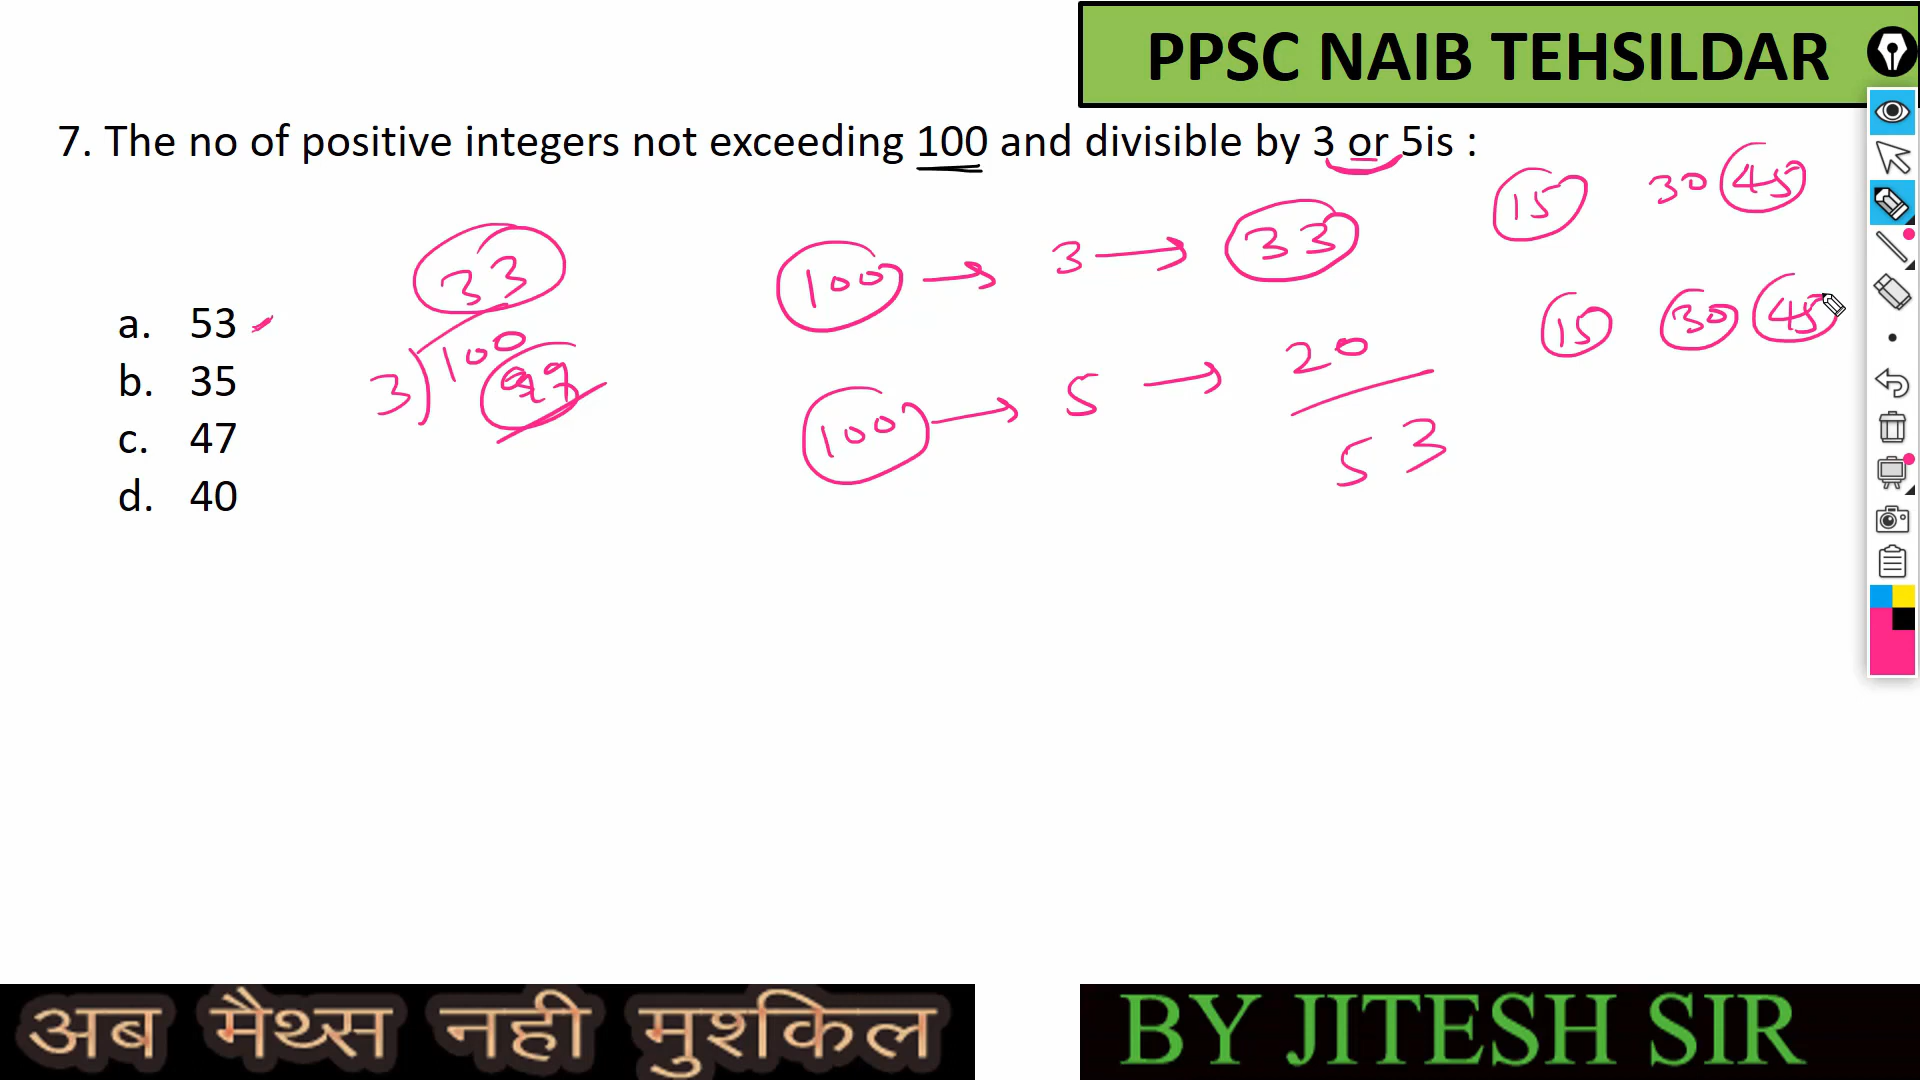 PPSC NAIB TEHSILDAR
7. The no of positive integers not exceeding 100 and divisible by 3 or 5is :
15 30 45
33
100 → 3 → 33
a. 53
15 30 45
3 100
99
b. 35
100 → 5 → 20
53
c. 47
d. 40
अब मैथ्स नही मुश्किल
BY JITESH SIR